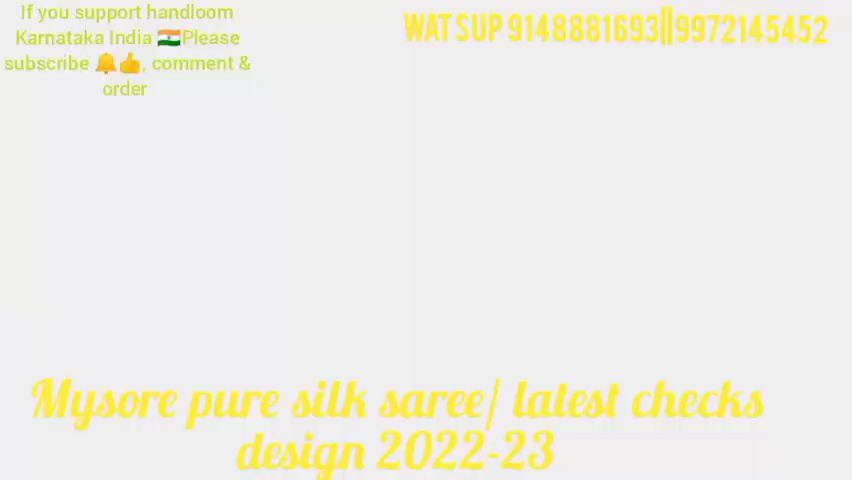 If you support handloom
Karnataka India 🇮🇳Please
subscribe 🔔👍, comment &
order
WAT SUP 9148881693||9972145452
Mysore pure silk saree/ latest checks
design 2022-23